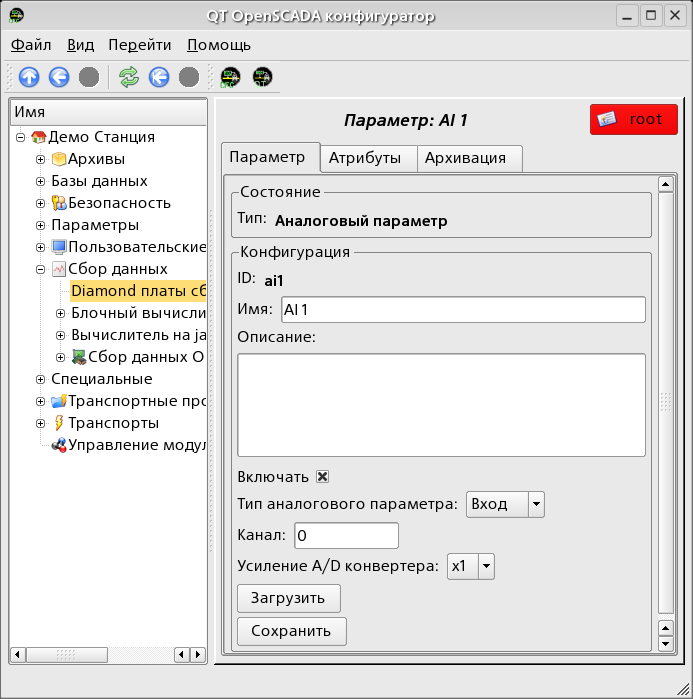 QT OpenSCADA конфигуратор
Файл Вид Перейти Помощь
Имя
Демо Станция
Архивы
Базы данных
Безопасность
Параметры
Пользовательские
Сбор данных
Diamond платы сб
Блочный вычисли
Вычислитель на ja
Сбор данных О
Специальные
Транспортные про
Транспорты
Управление модул
Параметр: AI 1
root
Параметр Атрибуты Архивация
Состояние
Тип: Аналоговый параметр
Конфигурация
ID: ai1
Имя: AI 1
Описание:
Включать
Тип аналогового параметра: Вход
Канал: 0
Усиление A/D конвертера: x1
Загрузить
Сохранить